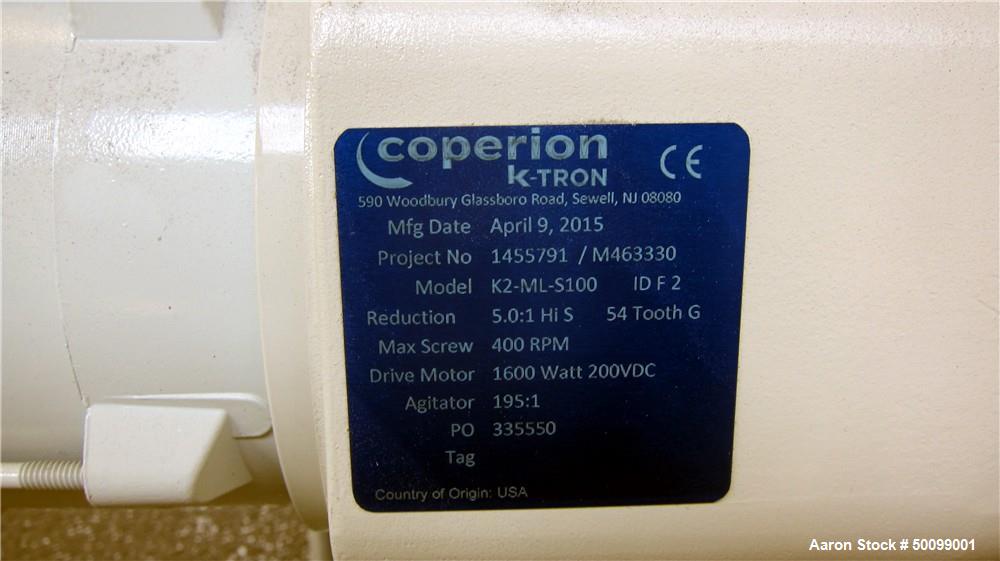 coperion
K-TRON
CE
590 Woodbury Glassboro Road, Sewell, NJ 08080
Mfg Date April 9, 2015
Project No 1455791 / M463330
Model K2-ML-S100 ID F 2
Reduction 5.0:1 Hi S 54 Tooth G
Max Screw 400 RPM
Drive Motor 1600 Watt 200VDC
Agitator 195:1
PO 335550
Tag
Country of Origin: USA
Aaron Stock # 50099001